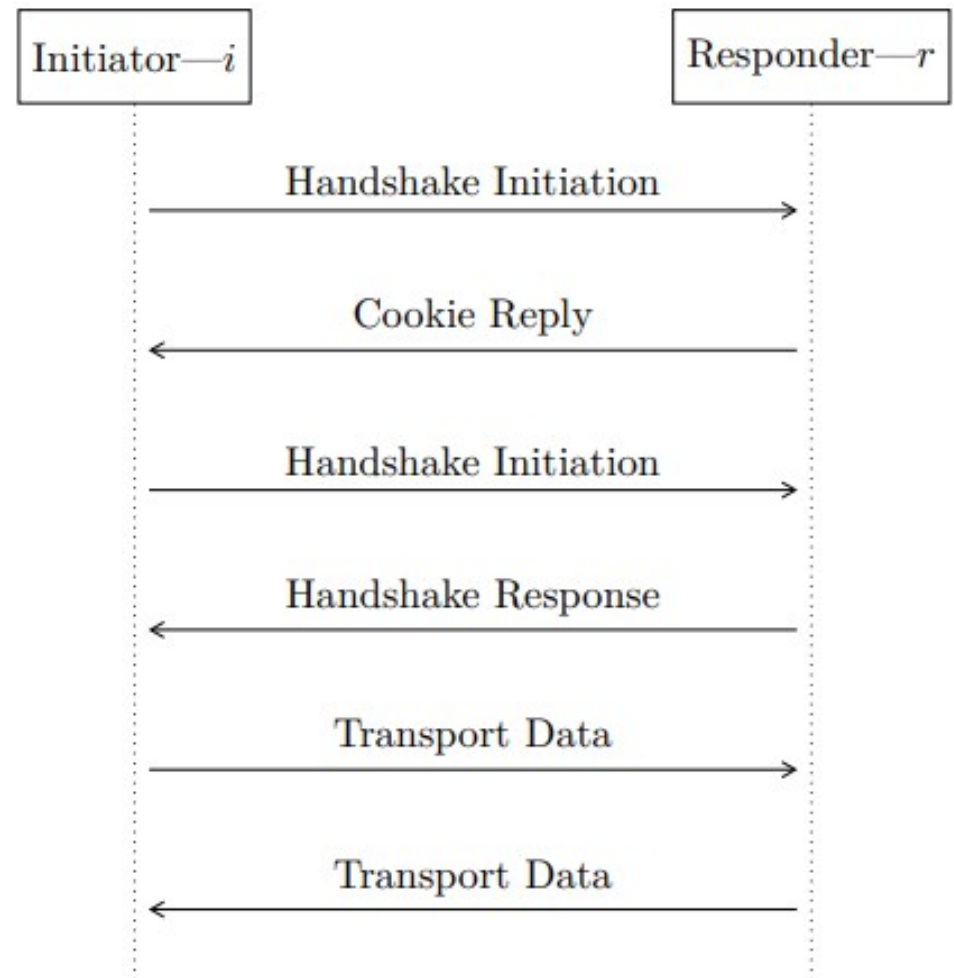 Initiator—i
Responder—r
Handshake Initiation
Cookie Reply
Handshake Initiation
Handshake Response
Transport Data
Transport Data